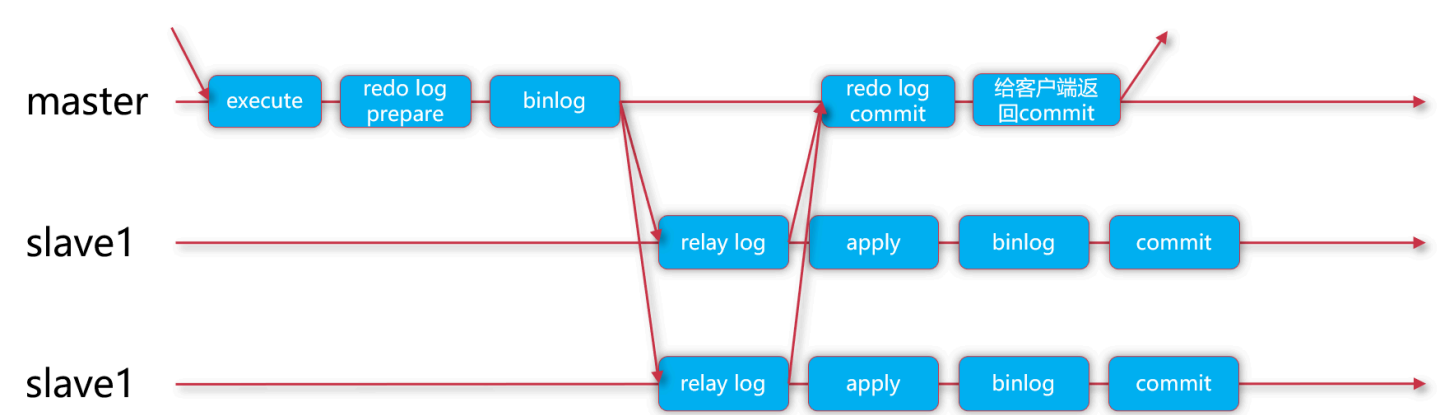 master
execute
redo log
prepare
binlog
redo log
commit
给客户端返
回commit
slave1
relay log
apply
binlog
commit
slave1
relay log
apply
binlog
commit